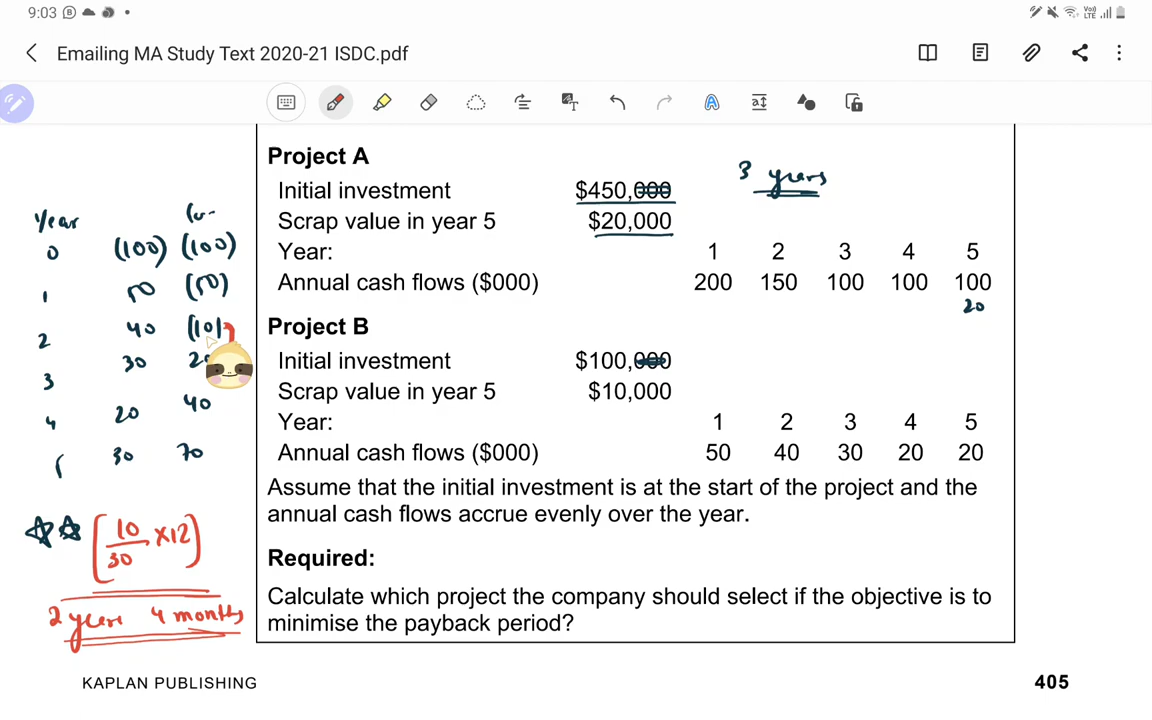 9:03
VoD LTE
Emailing MA Study Text 2020-21 ISDC.pdf
Project A
Initial investment $450,000
Scrap value in year 5 $20,000
Year: 1 2 3 4 5
Annual cash flows ($000) 200 150 100 100 100
20
3 years
Project B
Initial investment $100,000
Scrap value in year 5 $10,000
Year: 1 2 3 4 5
Annual cash flows ($000) 50 40 30 20 20
Assume that the initial investment is at the start of the project and the
annual cash flows accrue evenly over the year.
Required:
Calculate which project the company should select if the objective is to
minimise the payback period?
Year
0 (100) (100)
1 50 (50)
2 40 (10)
3 30
4 20 40
5 30 70
[10/30 ×12]
2 years 4 months
KAPLAN PUBLISHING 405